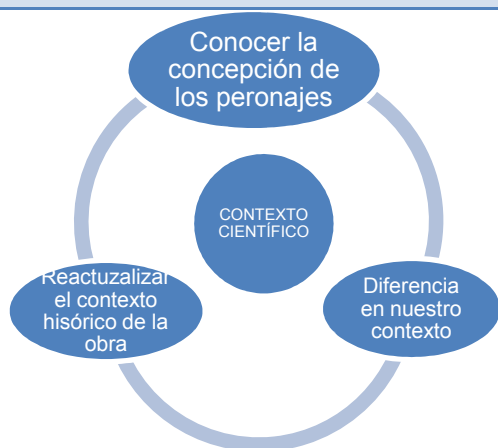 Conocer la
concepción de
los peronajes
CONTEXTO
CIENTÍFICO
Reactuzalizar
el contexto
hisórico de la
obra
Diferencia
en nuestro
contexto